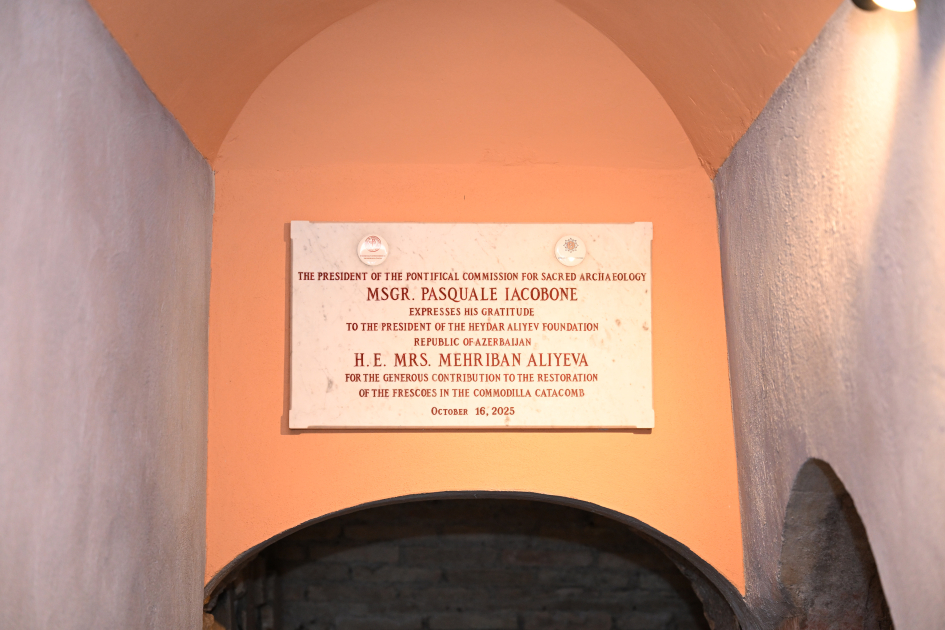 THE PRESIDENT OF THE PONTIFICAL COMMISSION FOR SACRED ARCHAEOLOGY
MSGR. PASQUALE IACOBONE
EXPRESSES HIS GRATITUDE
TO THE PRESIDENT OF THE HEYDAR ALIYEV FOUNDATION
REPUBLIC OF AZERBAIJAN
H. E. MRS. MEHRIBAN ALIYEVA
FOR THE GENEROUS CONTRIBUTION TO THE RESTORATION
OF THE FRESCOES IN THE COMMODILLA CATACOMB
OCTOBER 16, 2025